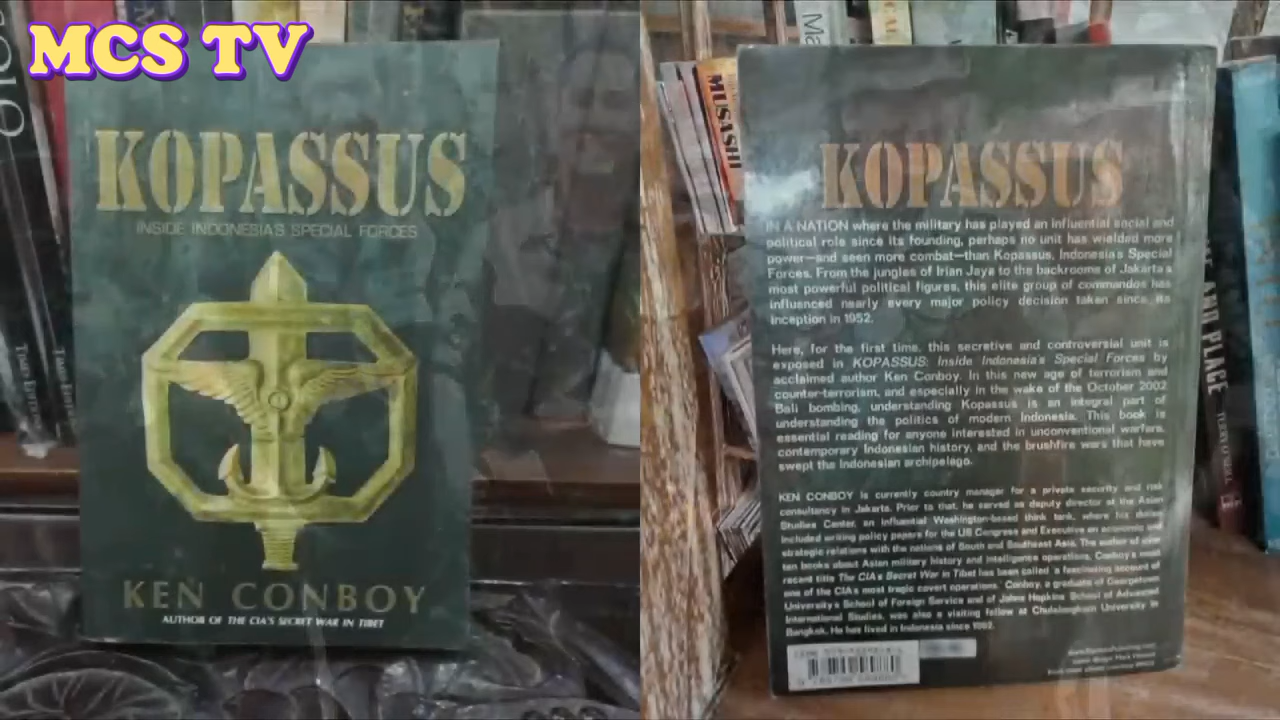 MCS TV
KOPASSUS
INSIDE INDONESIA'S SPECIAL FORCES
KEN CONBOY
AUTHOR OF THE CIA'S SECRET WAR IN TIBET
MUSASHI
KOPASSUS
IN A NATION where the military has played an influential social and
political role since its founding, perhaps no unit has wielded more
power—and seen more combat—than Kopassus, Indonesia's Special
Forces. From the jungles of Irian Jaya to the backrooms of Jakarta's
most powerful political figures, this elite group of commandos has
influenced nearly every major policy decision taken since its
inception in 1952.
Here, for the first time, this secretive and controversial unit is
exposed in KOPASSUS: Inside Indonesia's Special Forces by
acclaimed author Ken Conboy. In this new age of terrorism and
counter-terrorism, and especially in the wake of the October 2002
Bali bombing, understanding Kopassus is an integral part of
understanding the politics of modern Indonesia. This book is
essential reading for anyone interested in unconventional warfare,
contemporary Indonesian history, and the brushfire wars that have
swept the Indonesian archipelago.
KEN CONBOY is currently country manager for a private security and risk
consultancy in Jakarta. Prior to that, he served as deputy director at the Asian
Studies Center, an influential Washington-based think tank, where his duties
included writing policy papers for the US Congress and Executive on economic and
strategic relations with the nations of South and Southeast Asia. The author of over
ten books about Asian military history and intelligence operations, Conboy's most
recent title The CIA's Secret War in Tibet has been called a fascinating account of
one of the CIA's most tragic covert operations. Conboy, a graduate of Georgetown
University's School of Foreign Service and of Johns Hopkins School of Advanced
International Studies, was also a visiting fellow at Chulalongkorn University in
Bangkok. He has lived in Indonesia since 1992.
PLACE